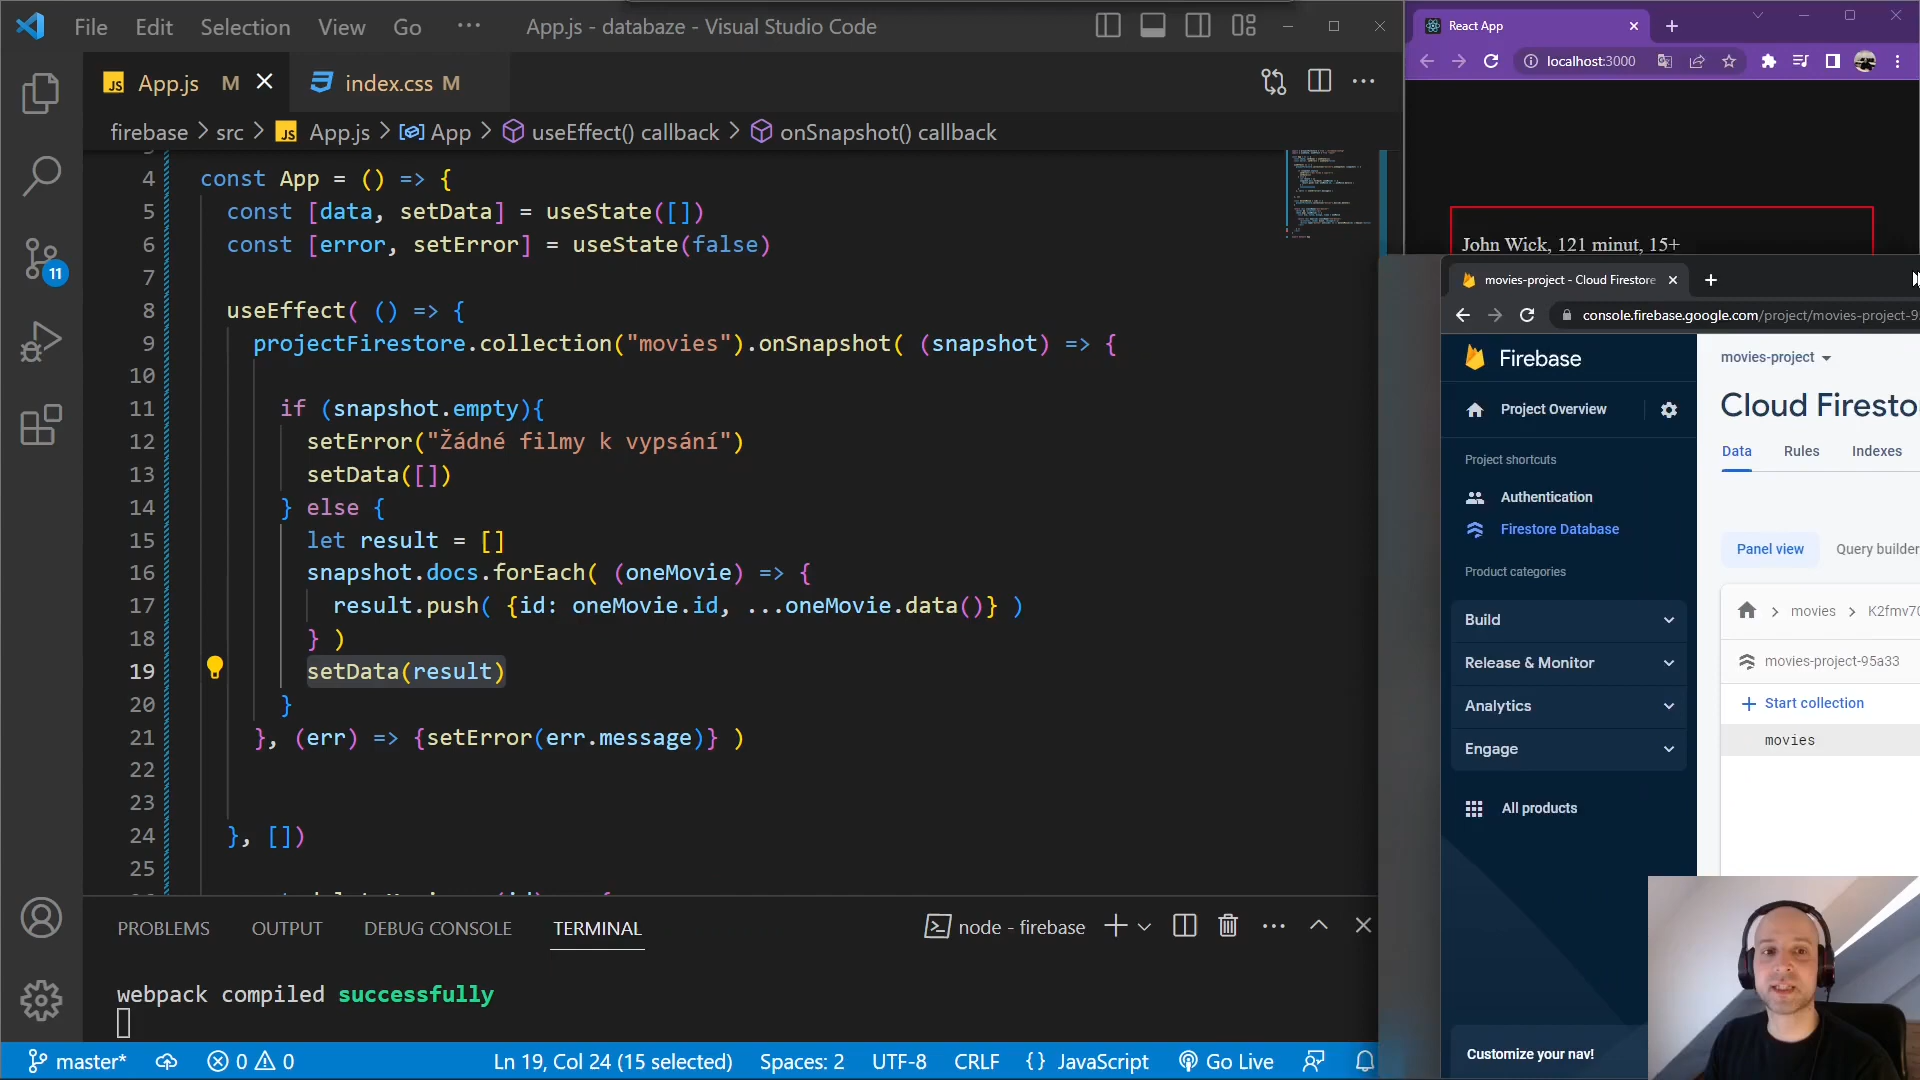 File Edit Selection View Go ··· App.js - databaze - Visual Studio Code
App.js M index.css M
firebase > src > JS App.js > App > useEffect() callback > onSnapshot() callback
4 const App = () => {
5 const [data, setData] = useState([])
6 const [error, setError] = useState(false)
7
8 useEffect( () => {
9 projectFirestore.collection("movies").onSnapshot( (snapshot) => {
10
11 if (snapshot.empty){
12 setError("Žádné filmy k vypsání")
13 setData([])
14 } else {
15 let result = []
16 snapshot.docs.forEach( (oneMovie) => {
17 result.push( {id: oneMovie.id, ...oneMovie.data()} )
18 } )
19 setData(result)
20 }
21 }, (err) => {setError(err.message)} )
22
23
24 }, [])
25
11
PROBLEMS OUTPUT DEBUG CONSOLE TERMINAL node - firebase
webpack compiled successfully
master* 0 0 Ln 19, Col 24 (15 selected) Spaces: 2 UTF-8 CRLF {} JavaScript Go Live
React App
localhost:3000
John Wick, 121 minut, 15+
movies-project - Cloud Firestore
console.firebase.google.com/project/movies-project-9
Firebase
Project Overview
Project shortcuts
Authentication
Firestore Database
Product categories
Build
Release & Monitor
Analytics
Engage
All products
Customize your nav!
movies-project
Cloud Firesto
Data Rules Indexes
Panel view Query builder
movies > K2fmv70
movies-project-95a33
+ Start collection
movies